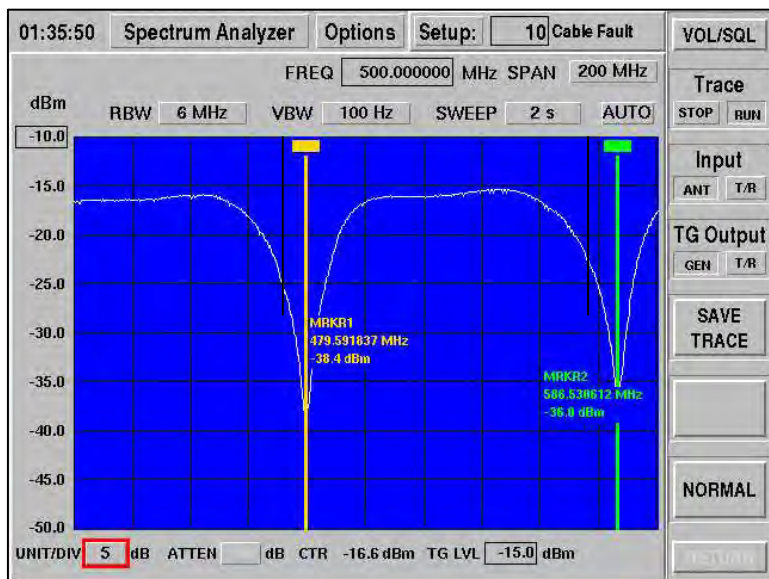 01:35:50 Spectrum Analyzer Options Setup: 10 Cable Fault
FREQ 500.000000 MHz SPAN 200 MHz
dBm RBW 6 MHz VBW 100 Hz SWEEP 2 s AUTO
-10.0
-15.0
-20.0
-25.0
-30.0
-35.0
-40.0
-45.0
-50.0
MRKR1
479.591837 MHz
-38.4 dBm
MRKR2
586.530612 MHz
-36.0 dBm
UNIT/DIV 5 dB ATTEN dB CTR -16.6 dBm TG LVL -15.0 dBm
VOL/SQL
Trace
STOP RUN
Input
ANT T/R
TG Output
GEN T/R
SAVE
TRACE
NORMAL
RETURN